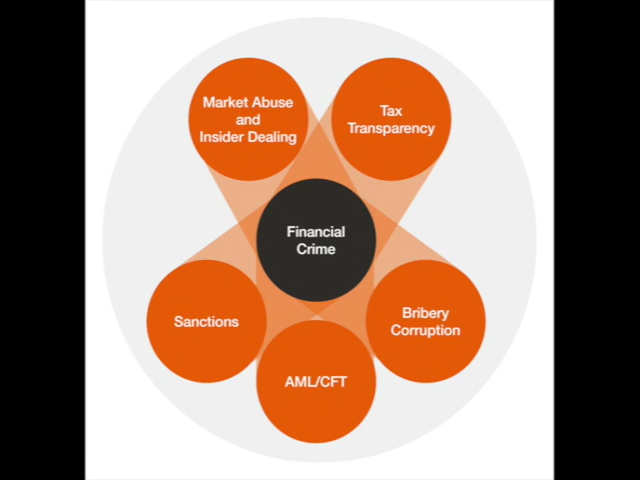 Market Abuse
and
Insider Dealing
Tax
Transparency
Financial
Crime
Sanctions
Bribery
Corruption
AML/CFT